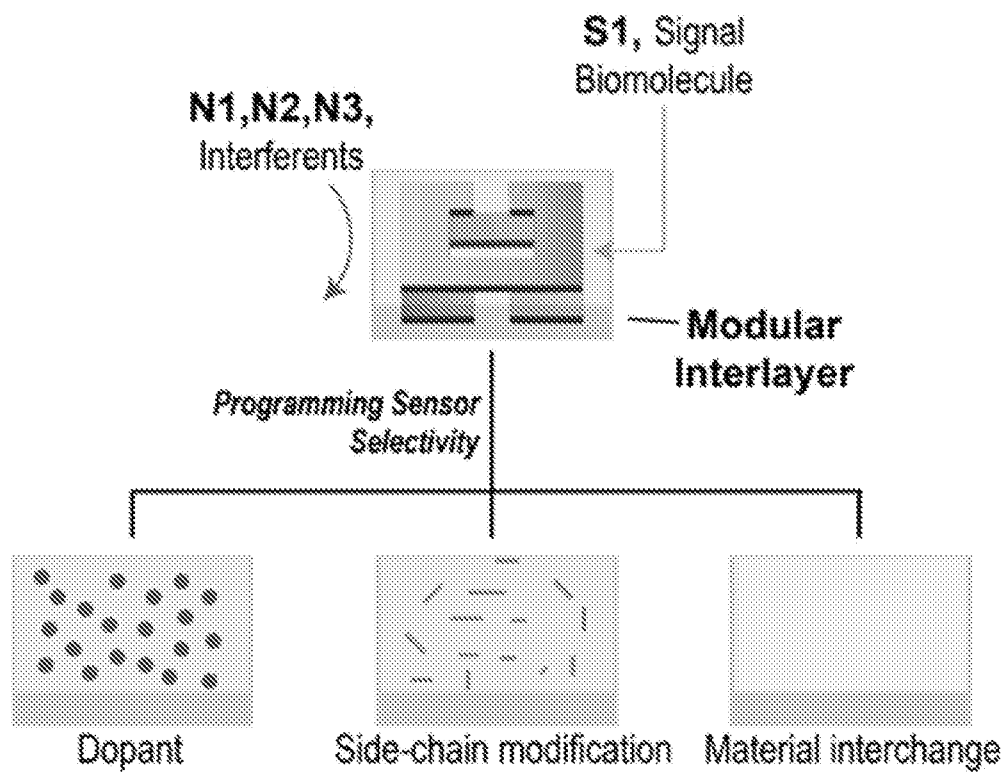 S1, Signal
Biomolecule
N1,N2,N3,
Interferents
Modular
Interlayer
Programming Sensor
Selectivity
Dopant
Side-chain modification
Material interchange